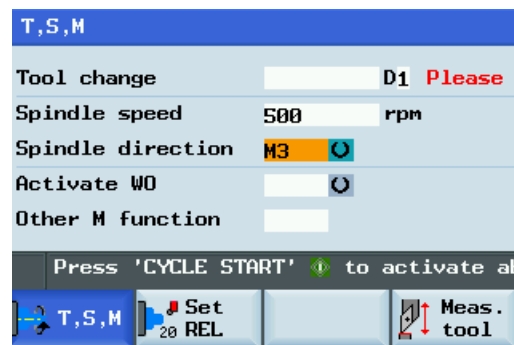 T,S,M
Tool change D1 Please
Spindle speed 500 rpm
Spindle direction M3
Activate WO
Other M function
Press 'CYCLE START' to activate
T,S,M Set REL 20 Meas. tool